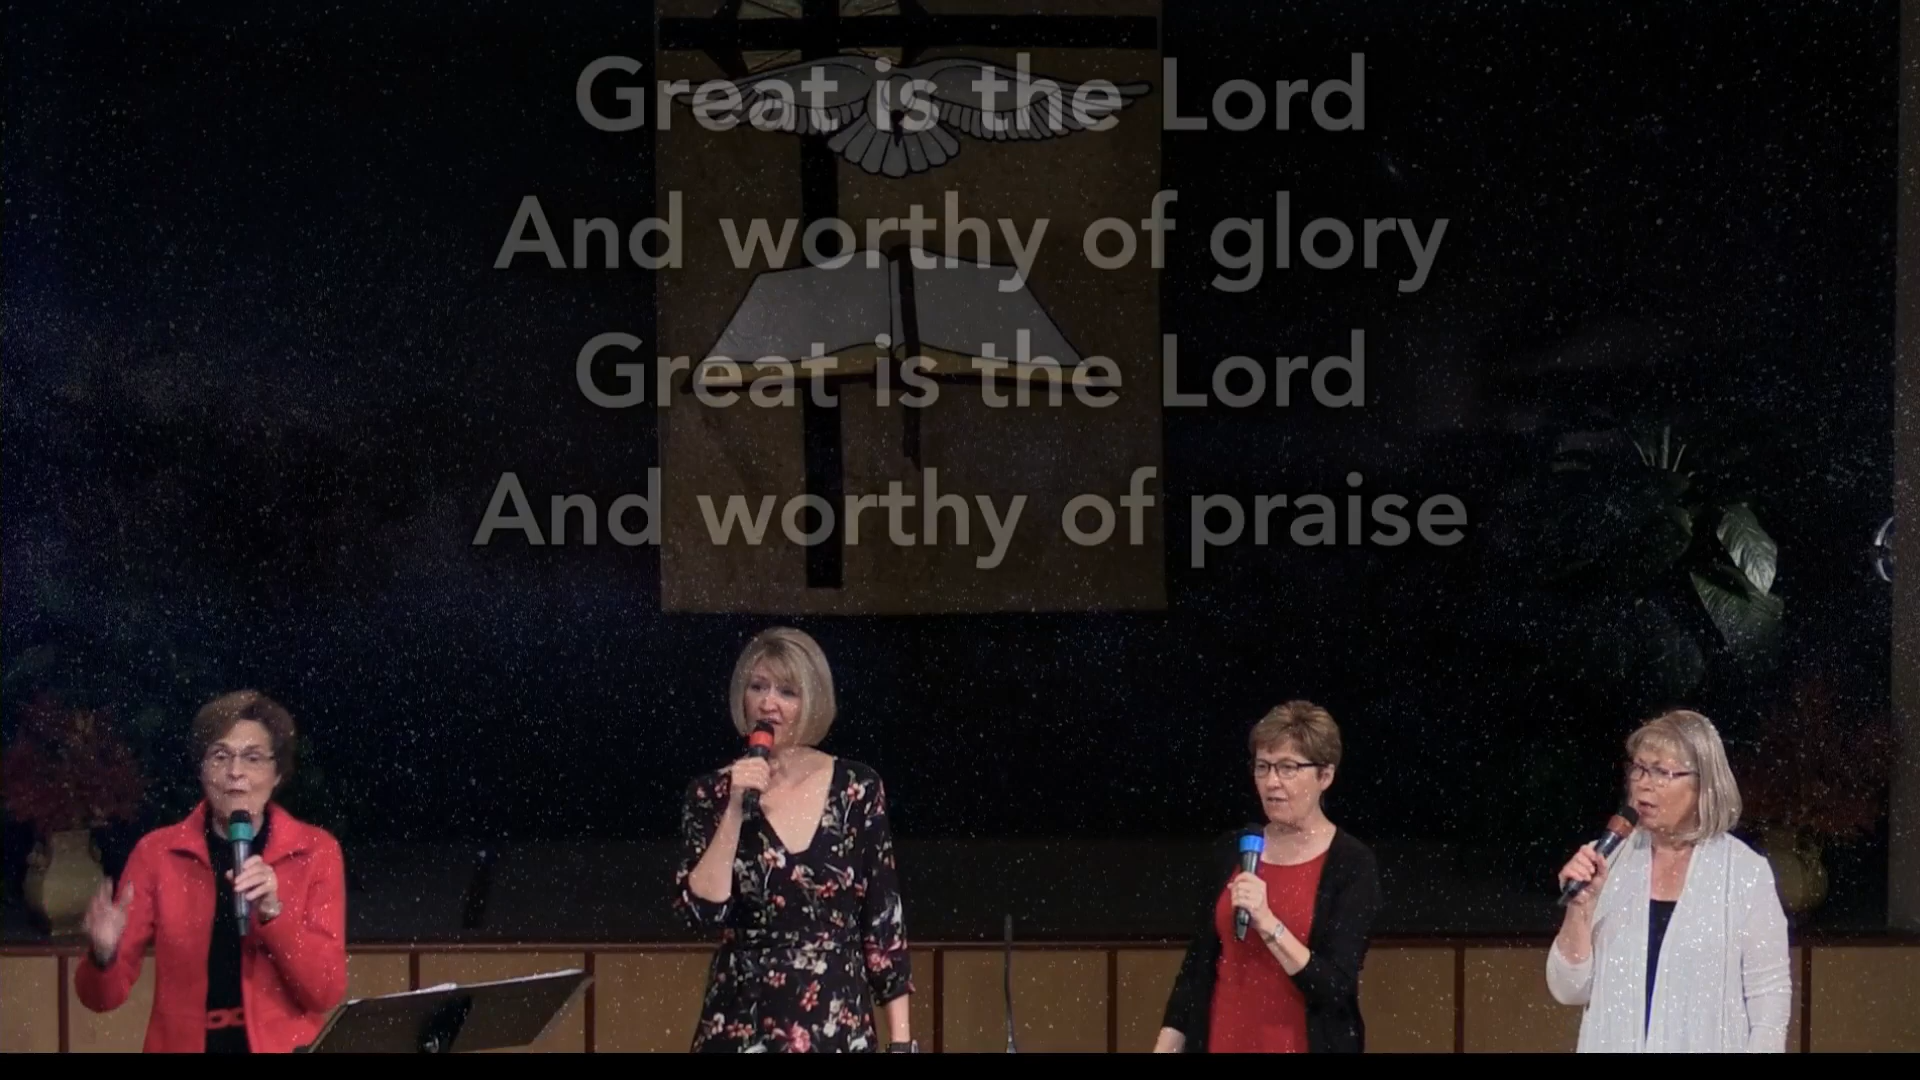 Great is the Lord
And worthy of glory
Great is the Lord
And worthy of praise